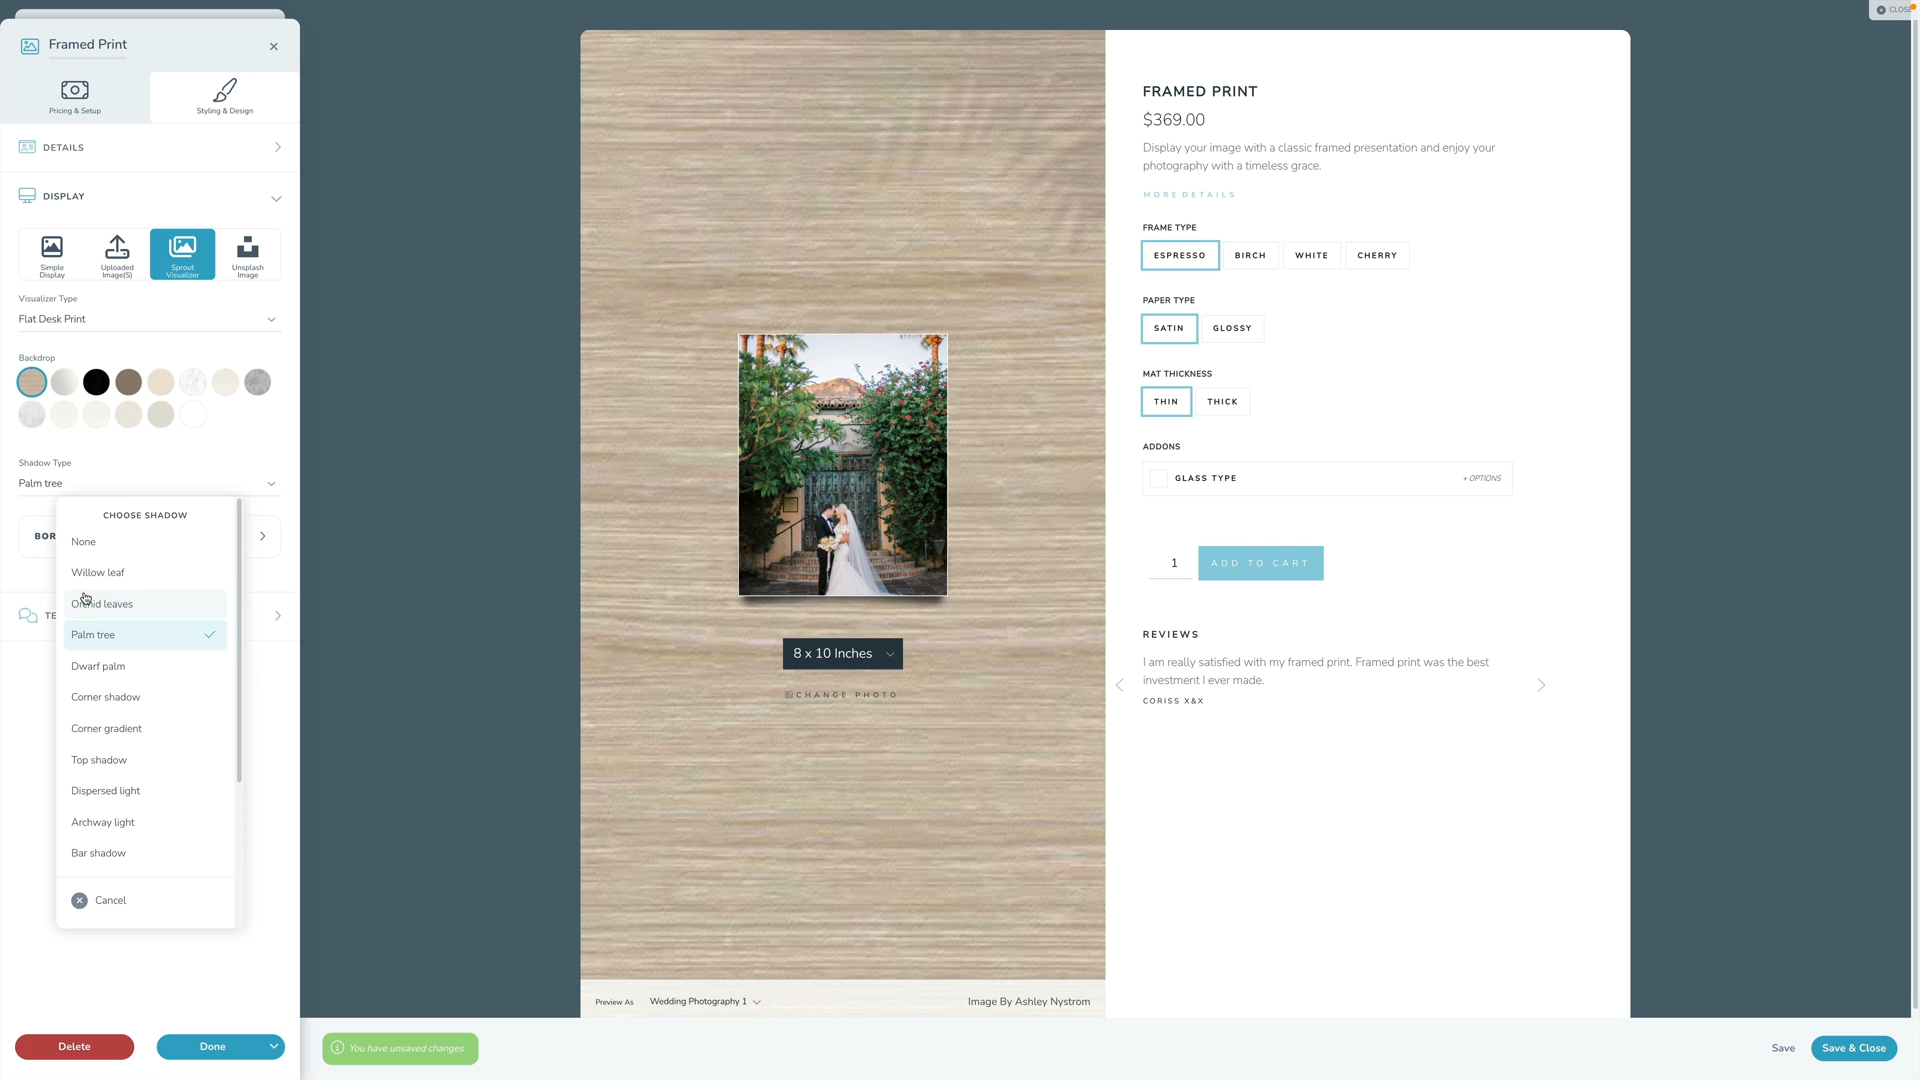 CLOSE
Framed Print
Pricing & Setup
Styling & Design
DETAILS
DISPLAY
Simple Display
Uploaded Image(S)
Sprout Visualizer
Unsplash Image
Visualizer Type
Flat Desk Print
Backdrop
Shadow Type
Palm tree
BOR
TE
CHOOSE SHADOW
None
Willow leaf
Orchid leaves
Palm tree
Dwarf palm
Corner shadow
Corner gradient
Top shadow
Dispersed light
Archway light
Bar shadow
Cancel
Delete
Done
8 x 10 Inches
CHANGE PHOTO
Preview As
Wedding Photography 1
Image By Ashley Nystrom
FRAMED PRINT
$369.00
Display your image with a classic framed presentation and enjoy your
photography with a timeless grace.
MORE DETAILS
FRAME TYPE
ESPRESSO
BIRCH
WHITE
CHERRY
PAPER TYPE
SATIN
GLOSSY
MAT THICKNESS
THIN
THICK
ADDONS
GLASS TYPE
+ OPTIONS
1
ADD TO CART
REVIEWS
I am really satisfied with my framed print. Framed print was the best
investment I ever made.
CORISS X&X
You have unsaved changes
Save
Save & Close